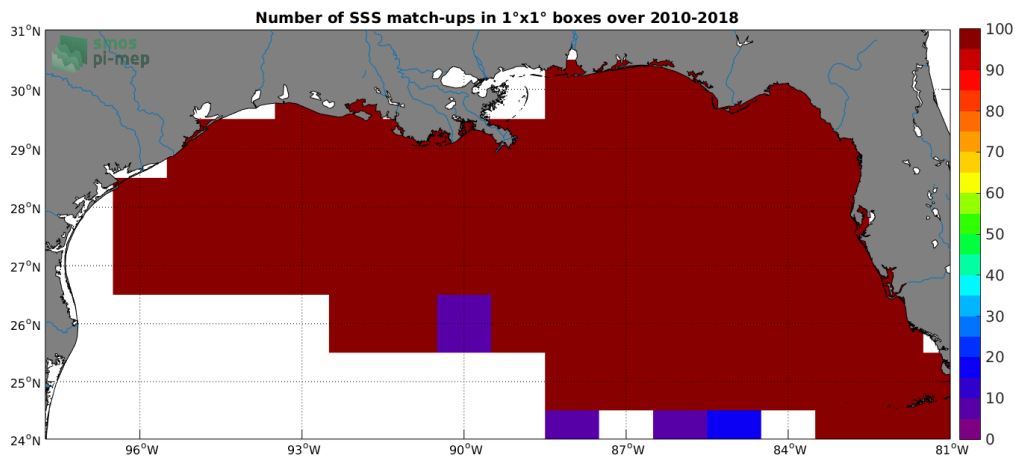 Number of SSS match-ups in 1°x1° boxes over 2010-2018
smos
pi-mep
31°N
30°N
29°N
28°N
27°N
26°N
25°N
24°N
96°W
93°W
90°W
87°W
84°W
81°W
100
90
80
70
60
50
40
30
20
10
0